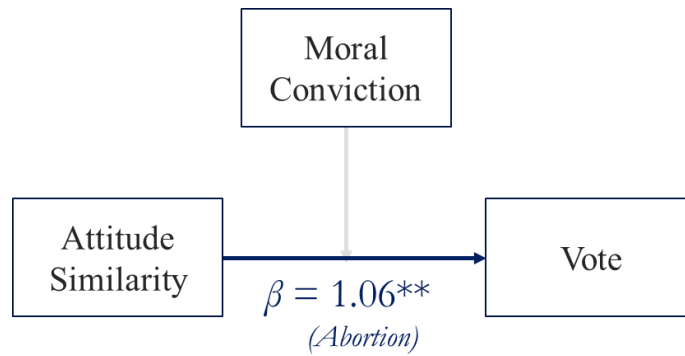 Moral
Conviction
Attitude
Similarity
Vote
β = 1.06**
(Abortion)